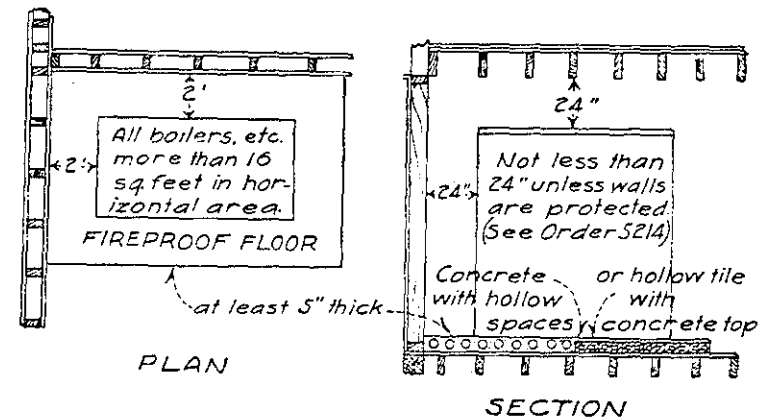 2'
2'
All boilers, etc.
more than 16
sq. feet in hor-
izontal area.
FIREPROOF FLOOR
at least 5" thick
PLAN
24"
24"
Not less than
24" unless walls
are protected
(See Order 5214)
Concrete or hollow tile
with hollow with
spaces concrete top
SECTION